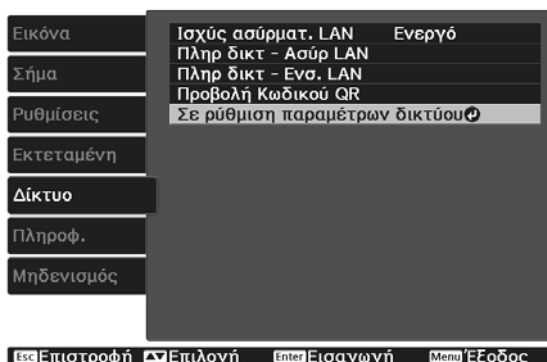 Εικόνα
Σήμα
Ρυθμίσεις
Εκτεταμένη
Δίκτυο
Πληροφ.
Μηδενισμός
Ισχύς ασύρματ. LAN Ενεργό
Πληρ δικτ - Ασύρ LAN
Πληρ δικτ - Ενσ. LAN
Προβολή Κωδικού QR
Σε ρύθμιση παραμέτρων δικτύου
Esc Επιστροφή Επιλογή Enter Εισαγωγή Menu Έξοδος